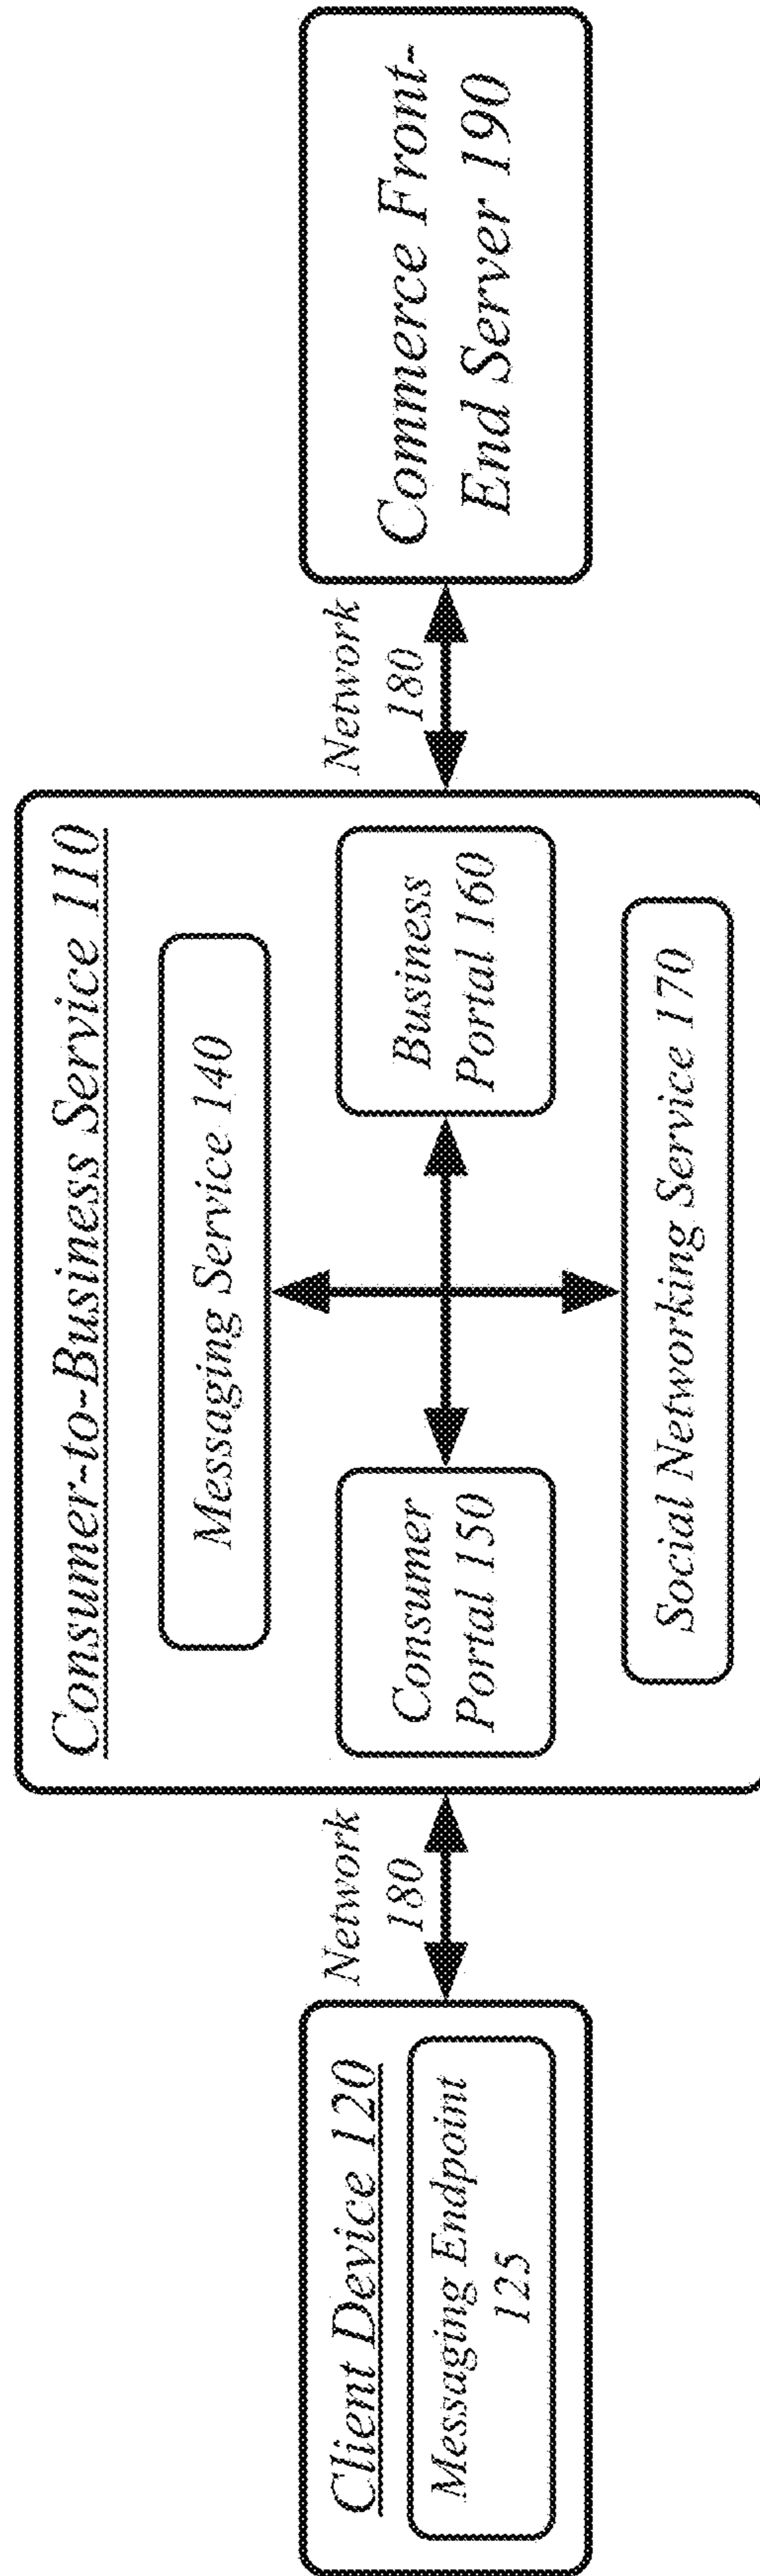 Client Device 120
Messaging Endpoint
125
Network
180
Consumer-to-Business Service 110
Messaging Service 140
Consumer
Portal 150
Business
Portal 160
Social Networking Service 170
Network
180
Commerce Front-
End Server 190